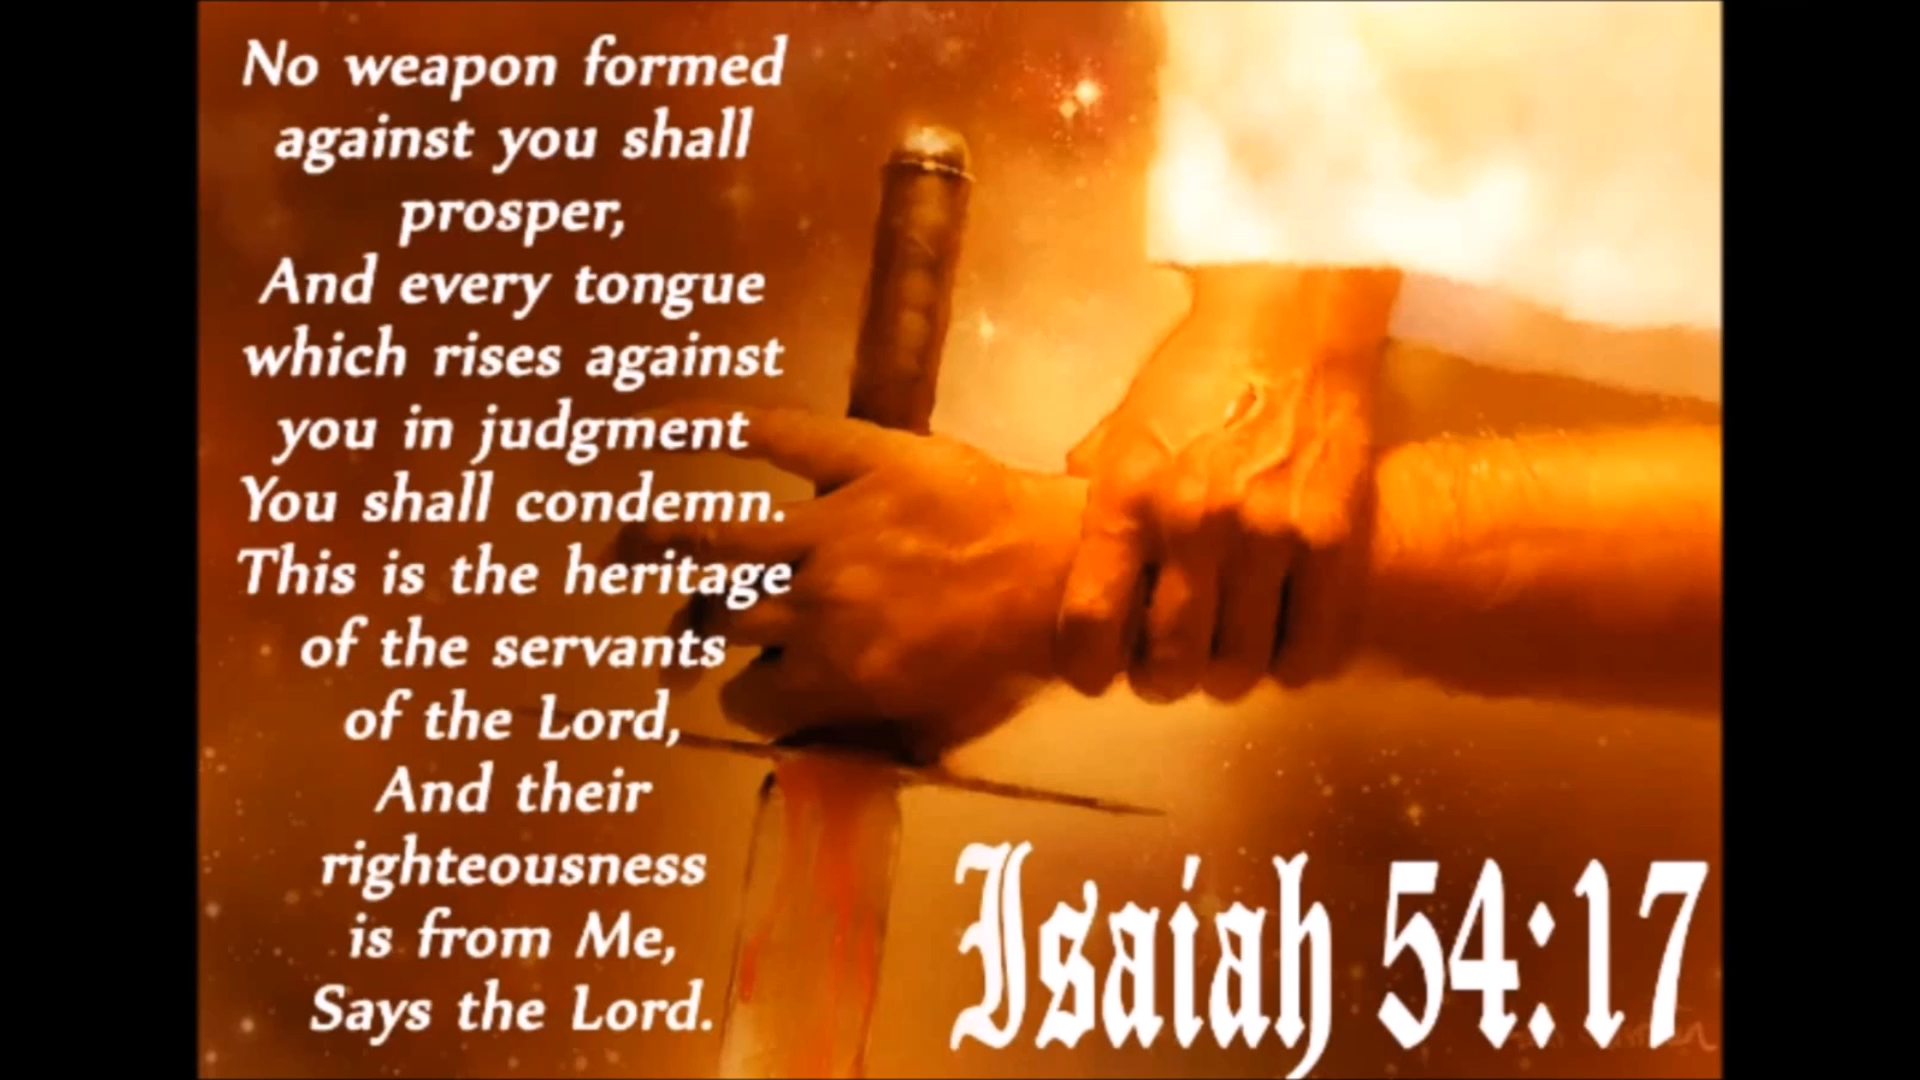 No weapon formed
against you shall
prosper,
And every tongue
which rises against
you in judgment
You shall condemn.
This is the heritage
of the servants
of the Lord,
And their
righteousness
is from Me,
Says the Lord.
Isaiah 54:17